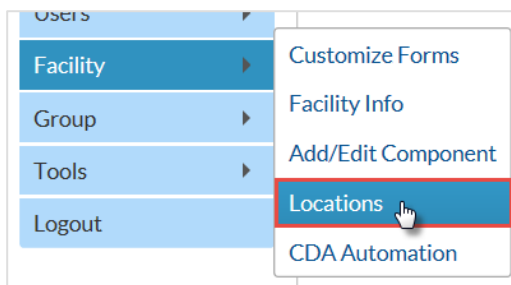 Users
Facility
Group
Tools
Logout
Customize Forms
Facility Info
Add/Edit Component
Locations
CDA Automation